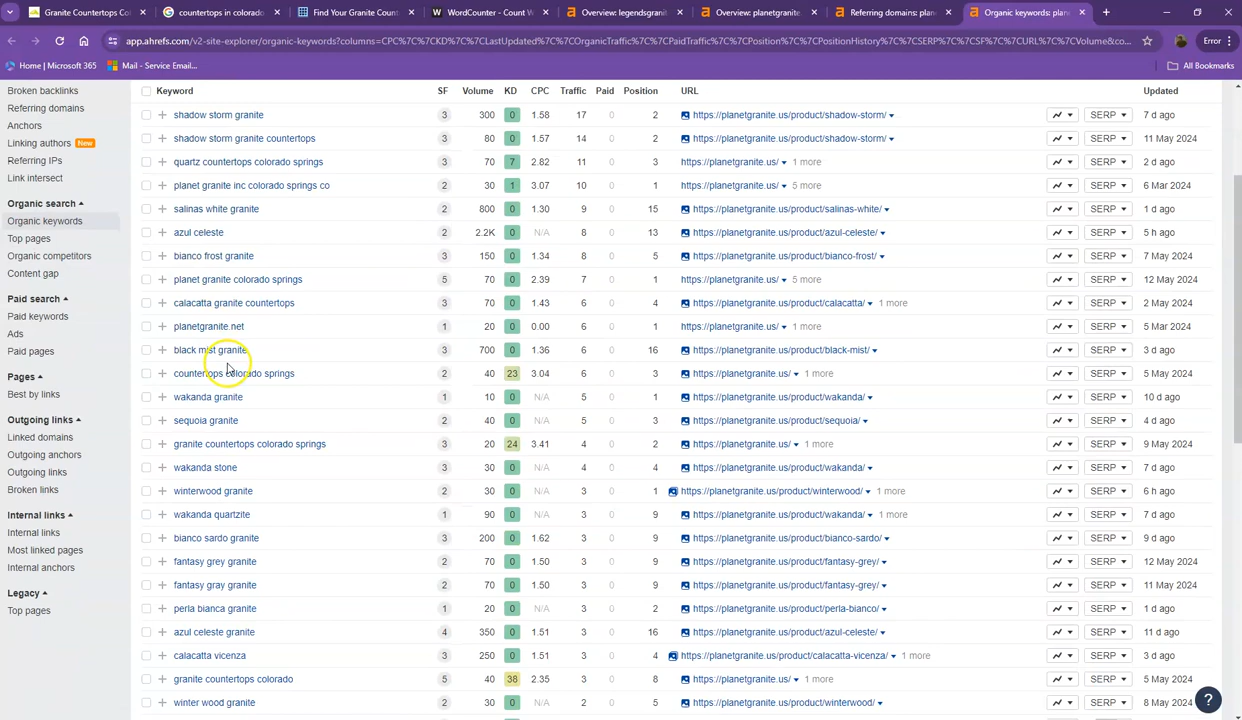 Granite Countertops Col
countertops in colorado
Find Your Granite Count
WordCounter - Count W
Overview: legendsgranit
Overview: planetgranite.
Referring domains: plan
Organic keywords: plan
app.ahrefs.com/v2-site-explorer/organic-keywords?columns=CPC%7C%7CKD%7C%7CLastUpdated%7C%7COrganicTraffic%7C%7CPaidTraffic%7C%7CPosition%7C%7CPositionHistory%7C%7CSERP%7C%7CSF%7C%7CURL%7C%7CVolume&co...
Error
Home | Microsoft 365
Mail - Service Email...
All Bookmarks
Broken backlinks
Referring domains
Anchors
Linking authors New
Referring IPs
Link intersect
Organic search
Organic keywords
Top pages
Organic competitors
Content gap
Paid search
Paid keywords
Ads
Paid pages
Pages
Best by links
Outgoing links
Linked domains
Outgoing anchors
Outgoing links
Broken links
Internal links
Internal links
Most linked pages
Internal anchors
Legacy
Top pages
Keyword SF Volume KD CPC Traffic Paid Position URL Updated
shadow storm granite 3 300 0 1.58 17 0 2 https://planetgranite.us/product/shadow-storm/ SERP 7 d ago
shadow storm granite countertops 3 80 0 2.57 14 0 2 https://planetgranite.us/product/shadow-storm/ SERP 11 May 2024
quartz countertops colorado springs 3 70 7 2.82 11 0 3 https://planetgranite.us/ 1 more SERP 2 d ago
planet granite inc colorado springs co 2 30 1 3.07 10 0 1 https://planetgranite.us/ 5 more SERP 6 Mar 2024
salinas white granite 2 800 0 1.30 9 0 15 https://planetgranite.us/product/salinas-white/ SERP 1 d ago
azul celeste 2 2.2K 0 N/A 8 0 13 https://planetgranite.us/product/azul-celeste/ SERP 5 h ago
bianco frost granite 3 150 0 1.34 8 0 5 https://planetgranite.us/product/bianco-frost/ SERP 7 May 2024
planet granite colorado springs 5 70 0 2.39 7 0 1 https://planetgranite.us/ 5 more SERP 12 May 2024
calacatta granite countertops 3 70 0 1.43 6 0 4 https://planetgranite.us/product/calacatta/ 1 more SERP 2 May 2024
planetgranite.net 1 20 0 0.00 6 0 1 https://planetgranite.us/ 1 more SERP 5 Mar 2024
black mist granite 3 700 0 1.36 6 0 16 https://planetgranite.us/product/black-mist/ SERP 3 d ago
countertops colorado springs 2 40 23 3.04 6 0 3 https://planetgranite.us/ 1 more SERP 5 May 2024
wakanda granite 1 10 0 N/A 5 0 1 https://planetgranite.us/product/wakanda/ SERP 10 d ago
sequoia granite 2 40 0 N/A 5 0 3 https://planetgranite.us/product/sequoia/ SERP 4 d ago
granite countertops colorado springs 3 20 24 3.41 4 0 2 https://planetgranite.us/ 1 more SERP 9 May 2024
wakanda stone 3 30 0 N/A 4 0 4 https://planetgranite.us/product/wakanda/ SERP 7 d ago
winterwood granite 2 30 0 N/A 3 0 1 https://planetgranite.us/product/winterwood/ 1 more SERP 6 h ago
wakanda quartzite 1 90 0 N/A 3 0 9 https://planetgranite.us/product/wakanda/ 1 more SERP 7 d ago
bianco sardo granite 3 200 0 1.62 3 0 9 https://planetgranite.us/product/bianco-sardo/ SERP 9 d ago
fantasy grey granite 2 70 0 1.50 3 0 9 https://planetgranite.us/product/fantasy-grey/ SERP 12 May 2024
fantasy gray granite 2 70 0 1.50 3 0 9 https://planetgranite.us/product/fantasy-grey/ SERP 11 May 2024
perla bianca granite 1 20 0 N/A 3 0 2 https://planetgranite.us/product/perla-bianco/ SERP 1 d ago
azul celeste granite 4 350 0 1.51 3 0 16 https://planetgranite.us/product/azul-celeste/ SERP 11 d ago
calacatta vicenza 3 250 0 1.51 3 0 4 https://planetgranite.us/product/calacatta-vicenza/ 1 more SERP 3 d ago
granite countertops colorado 5 40 38 2.35 3 0 8 https://planetgranite.us/ 1 more SERP 5 May 2024
winter wood granite 2 30 0 N/A 2 0 5 https://planetgranite.us/product/winterwood/ SERP 8 May 2024
?